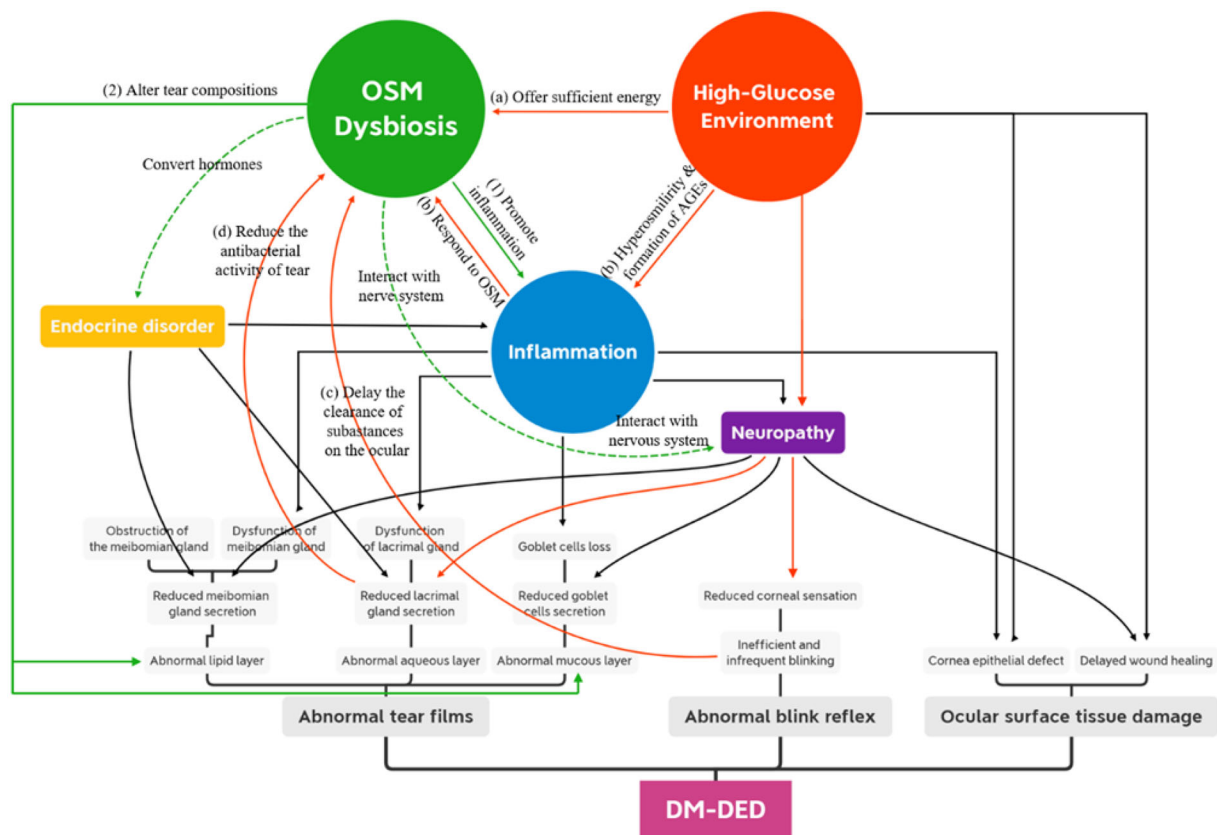 (2) Alter tear compositions
OSM
Dysbiosis
(a) Offer sufficient energy
High-Glucose
Environment
Convert hormones
(1) Promote
inflammation
(b) Respond to OSM
(b) Hyperosmilirity &
formation of AGEs
(d) Reduce the
antibacterial
activity of tear
Interact with
nerve system
Endocrine disorder
Inflammation
(c) Delay the
clearance of
subastances
on the ocular
Interact with
nervous system
Neuropathy
Obstruction of
the meibomian gland
Dysfunction of
meibomian gland
Dysfunction
of lacrimal gland
Goblet cells loss
Reduced meibomian
gland secretion
Reduced lacrimal
gland secretion
Reduced goblet
cells secretion
Reduced corneal sensation
Inefficient and
infrequent blinking
Abnormal lipid layer
Abnormal aqueous layer
Abnormal mucous layer
Cornea epithelial defect
Delayed wound healing
Abnormal tear films
Abnormal blink reflex
Ocular surface tissue damage
DM-DED